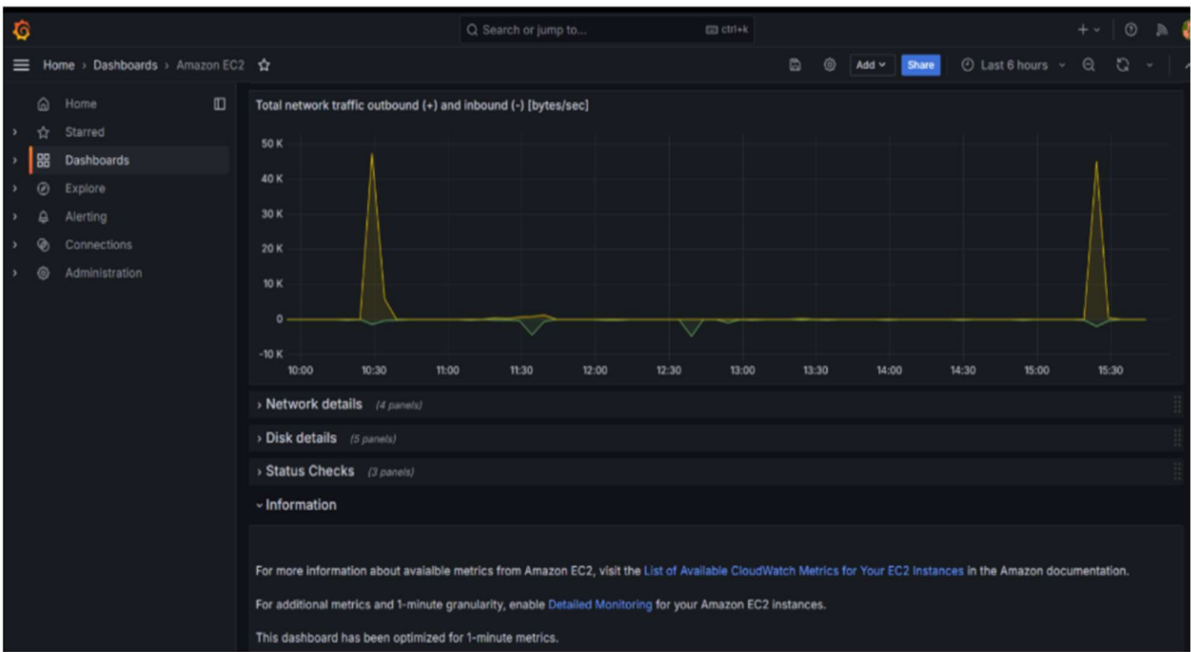 Search or jump to... ctrl+k
Home › Dashboards › Amazon EC2 Add Share Last 6 hours
Home
Starred
Dashboards
Explore
Alerting
Connections
Administration
Total network traffic outbound (+) and inbound (-) [bytes/sec]
50 K
40 K
30 K
20 K
10 K
0
-10 K
10:00 10:30 11:00 11:30 12:00 12:30 13:00 13:30 14:00 14:30 15:00 15:30
Network details (4 panels)
Disk details (5 panels)
Status Checks (3 panels)
Information
For more information about avaialble metrics from Amazon EC2, visit the List of Available CloudWatch Metrics for Your EC2 Instances in the Amazon documentation.
For additional metrics and 1-minute granularity, enable Detailed Monitoring for your Amazon EC2 instances.
This dashboard has been optimized for 1-minute metrics.